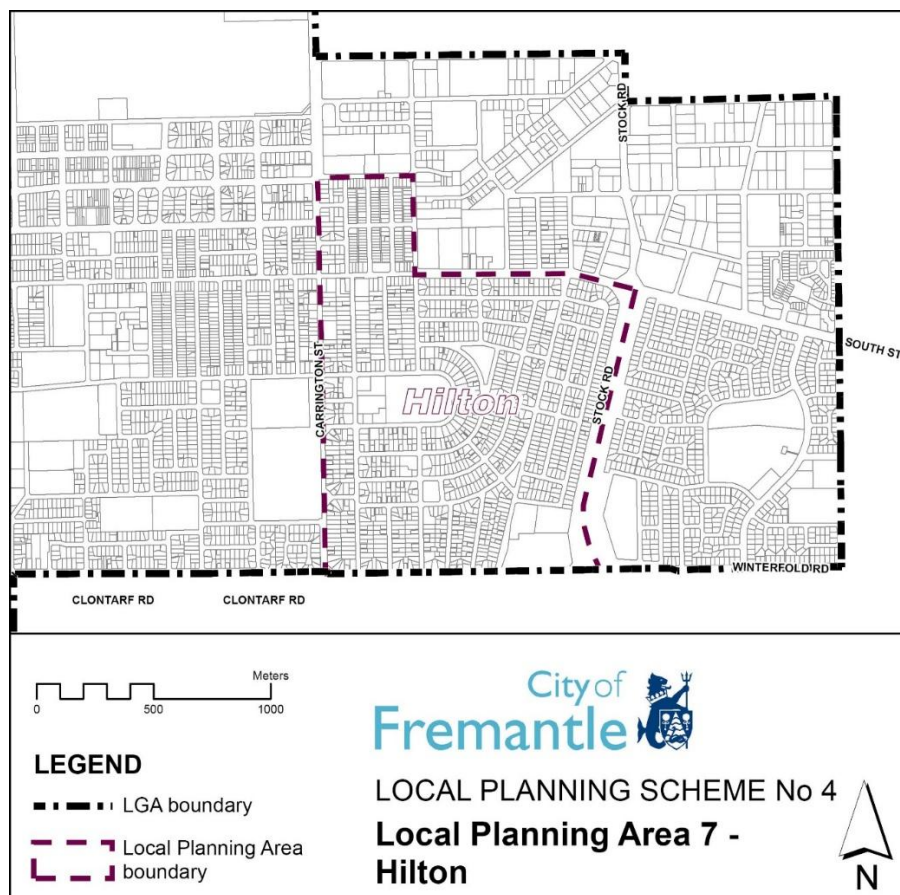 STOCK RD
SOUTH ST
CARRINGTON ST
Hilton
STOCK RD
WINTERFOLD RD
CLONTARF RD
CLONTARF RD
Meters
0 500 1000
City of
Fremantle
LEGEND
LGA boundary
Local Planning Area
boundary
LOCAL PLANNING SCHEME No 4
Local Planning Area 7 -
Hilton
N